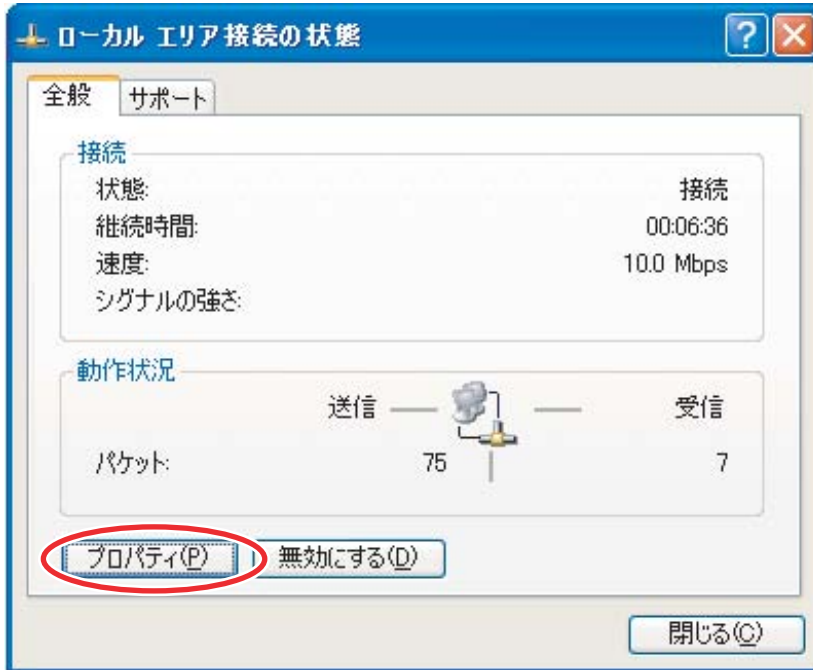 ローカル エリア接続の状態
全般 サポート
接続
状態: 接続
継続時間: 00:06:36
速度: 10.0 Mbps
シグナルの強さ:
動作状況
送信 受信
パケット: 75 7
プロパティ(P) 無効にする(D)
閉じる(C)